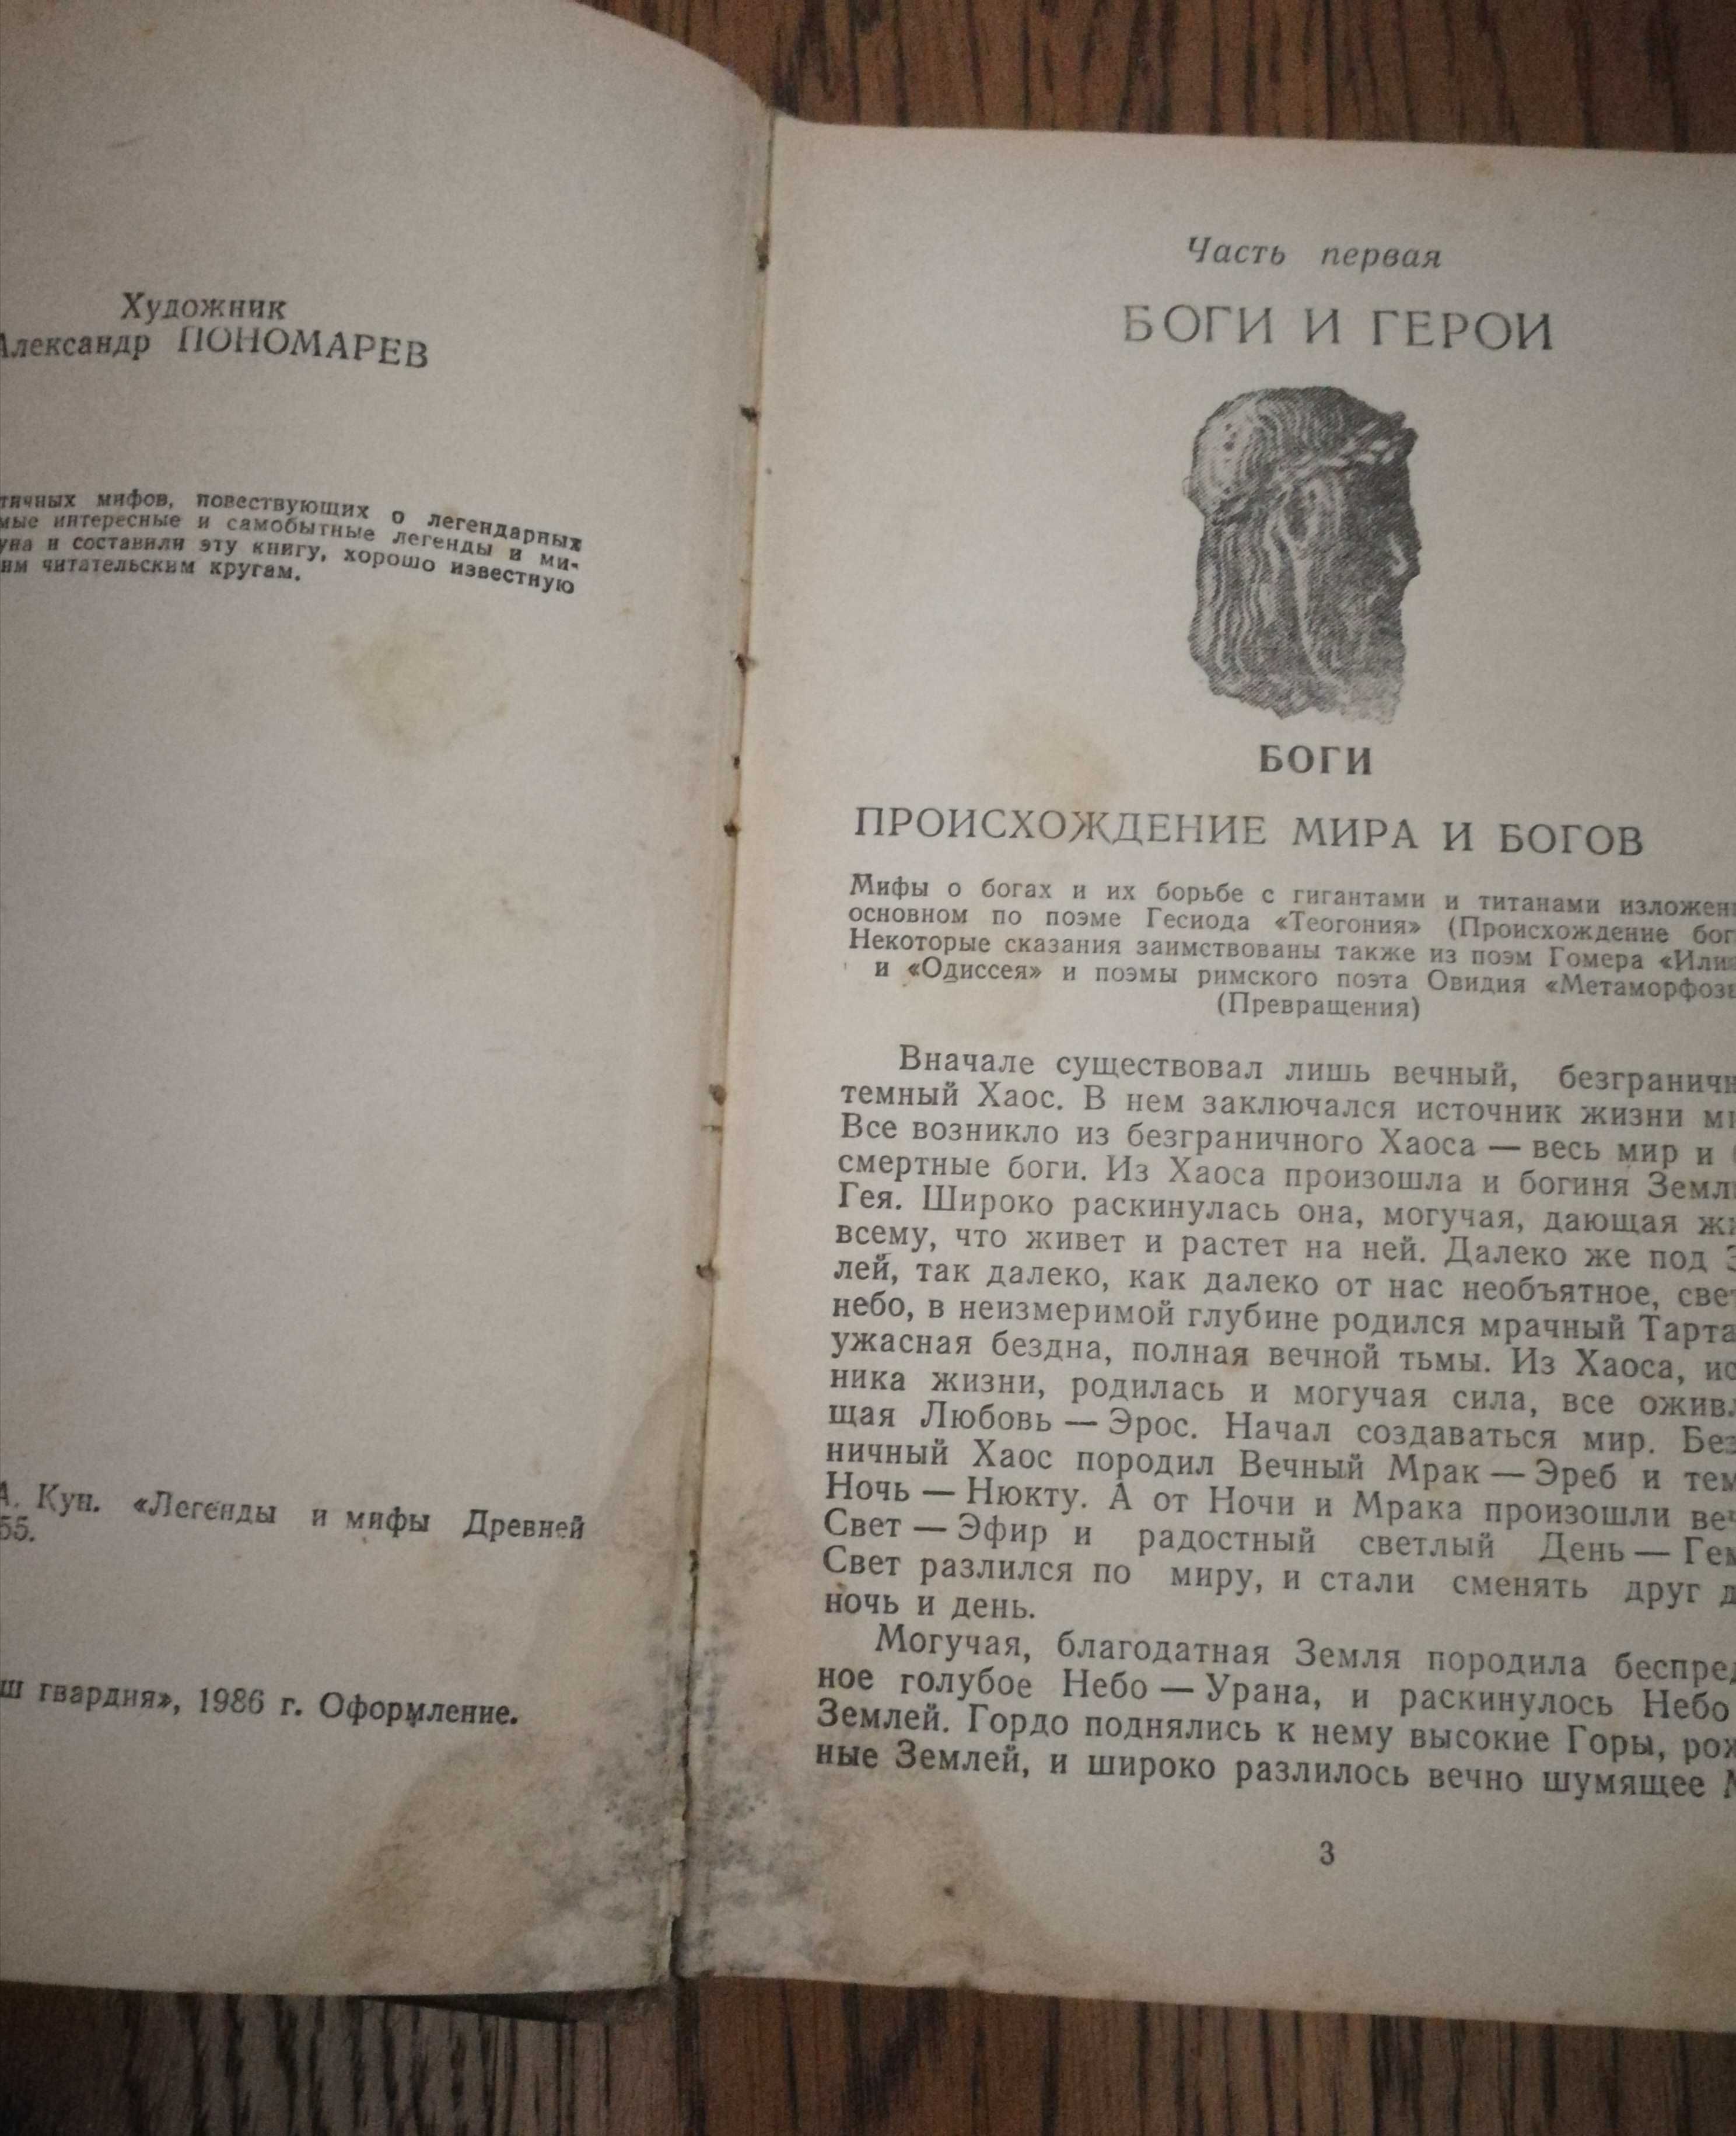 Художник
Александр ПОНОМАРЕВ
мифов, повествующих о легендарных
интересные и самобытные легенды и ми-
и составили эту книгу, хорошо известную
читательским кругам.
А. Кун. «Легенды и мифы Древней
55.
гвардия», 1986 г. Оформление.
Часть первая
БОГИ И ГЕРОИ
БОГИ
ПРОИСХОЖДЕНИЕ МИРА И БОГОВ
Мифы о богах и их борьбе с гигантами и титанами изложен
основном по поэме Гесиода «Теогония» (Происхождение бог
Некоторые сказания заимствованы также из поэм Гомера «Или
и «Одиссея» и поэмы римского поэта Овидия «Метаморфозы
(Превращения)
Вначале существовал лишь вечный, безграничн
темный Хаос. В нем заключался источник жизни ми
Все возникло из безграничного Хаоса — весь мир и
смертные боги. Из Хаоса произошла и богиня Земля
Гея. Широко раскинулась она, могучая, дающая жи
всему, что живет и растет на ней. Далеко же под З
лей, так далеко, как далеко от нас необъятное, свет
небо, в неизмеримой глубине родился мрачный Тарта
ужасная бездна, полная вечной тьмы. Из Хаоса, ис
ника жизни, родилась и могучая сила, все оживл
щая Любовь — Эрос. Начал создаваться мир. Без
ничный Хаос породил Вечный Мрак — Эреб и тем
Ночь — Нюкту. А от Ночи и Мрака произошли веч
Свет — Эфир и радостный светлый День — Гем
Свет разлился по миру, и стали сменять друг д
ночь и день.
Могучая, благодатная Земля породила беспред
ное голубое Небо — Урана, и раскинулось Небо
Землей. Гордо поднялись к нему высокие Горы, рож
ные Землей, и широко разлилось вечно шумящее М
3